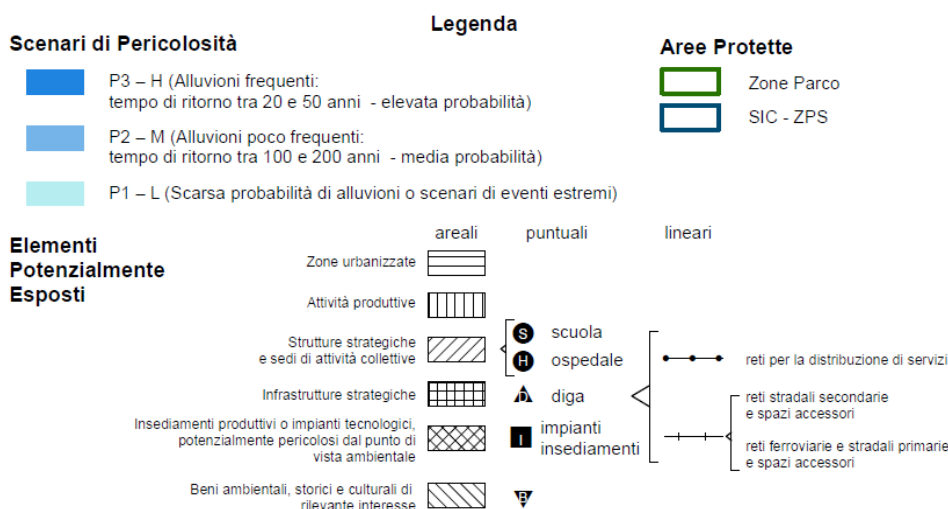 Legenda
Scenari di Pericolosità
P3 – H (Alluvioni frequenti:
tempo di ritorno tra 20 e 50 anni - elevata probabilità)
P2 – M (Alluvioni poco frequenti:
tempo di ritorno tra 100 e 200 anni - media probabilità)
P1 – L (Scarsa probabilità di alluvioni o scenari di eventi estremi)
Aree Protette
Zone Parco
SIC - ZPS
Elementi
Potenzialmente
Esposti
areali puntuali lineari
Zone urbanizzate
Attività produttive
Strutture strategiche
e sedi di attività collettive
S scuola
H ospedale
Infrastrutture strategiche
D diga
Insediamenti produttivi o impianti tecnologici,
potenzialmente pericolosi dal punto di
vista ambientale
I impianti
insediamenti
Beni ambientali, storici e culturali di
rilevante interesse
B
reti per la distribuzione di servizi
reti stradali secondarie
e spazi accessori
reti ferroviarie e stradali primarie
e spazi accessori